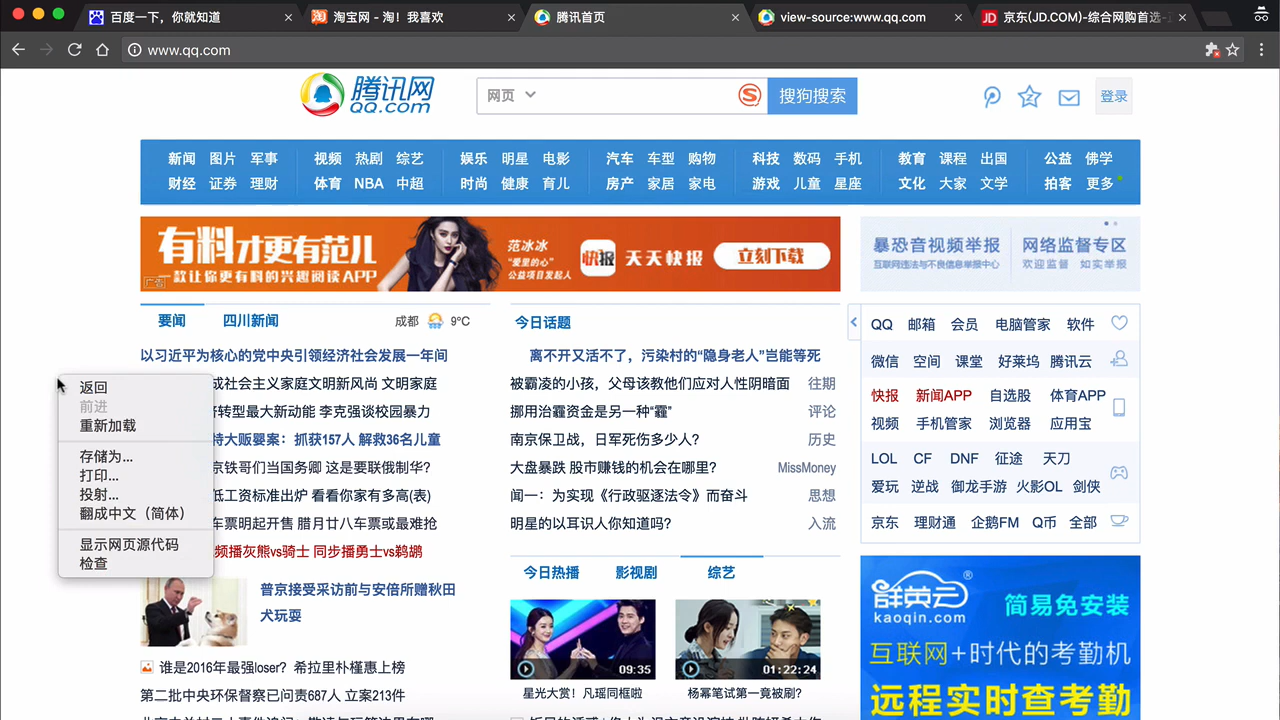 百度一下，你就知道
淘宝网 - 淘！我喜欢
腾讯首页
view-source:www.qq.com
JD 京东(JD.COM)-综合网购首选-
www.qq.com
腾讯网
QQ.com
网页
S
搜狗搜索
登录
新闻 图片 军事 视频 热剧 综艺 娱乐 明星 电影 汽车 车型 购物 科技 数码 手机 教育 课程 出国 公益 佛学
财经 证券 理财 体育 NBA 中超 时尚 健康 育儿 房产 家居 家电 游戏 儿童 星座 文化 大家 文学 拍客 更多
有料才更有范儿
一款让你更有料的兴趣阅读APP
广告
范冰冰
“爱里的心”
公益项目发起人
快报
天天快报
立刻下载
暴恐音视频举报
互联网违法与不良信息举报中心
网络监督专区
欢迎监督 如实举报
要闻 四川新闻 成都 9°C
以习近平为核心的党中央引领经济社会发展一年间
成社会主义家庭文明新风尚 文明家庭
转型最大新动能 李克强谈校园暴力
特大贩婴案：抓获157人 解救36名儿童
京铁哥们当国务卿 这是要联俄制华?
低工资标准出炉 看看你家有多高(表)
车票明起开售 腊月廿八车票或最难抢
频播灰熊vs骑士 同步播勇士vs鹈鹕
返回
前进
重新加载
存储为...
打印...
投射...
翻成中文（简体）
显示网页源代码
检查
普京接受采访前与安倍所赠秋田
犬玩耍
谁是2016年最强loser？希拉里朴槿惠上榜
第二批中央环保督察已问责687人 立案213件
今日话题
离不开又活不了，污染村的“隐身老人”岂能等死
被霸凌的小孩，父母该教他们应对人性阴暗面 往期
挪用治霾资金是另一种“霾” 评论
南京保卫战，日军死伤多少人? 历史
大盘暴跌 股市赚钱的机会在哪里? MissMoney
闻一：为实现《行政驱逐法令》而奋斗 思想
明星的以耳识人你知道吗? 入流
今日热播 影视剧 综艺
09:35
01:22:24
星光大赏！凡瑶同框啦
杨幂笔试第一竟被刷?
QQ 邮箱 会员 电脑管家 软件
微信 空间 课堂 好莱坞 腾讯云
快报 新闻APP 自选股 体育APP
视频 手机管家 浏览器 应用宝
LOL CF DNF 征途 天刀
爱玩 逆战 御龙手游 火影OL 剑侠
京东 理财通 企鹅FM Q币 全部
群英云®
kaoqin.com
简易免安装
互联网+时代的考勤机
远程实时查考勤